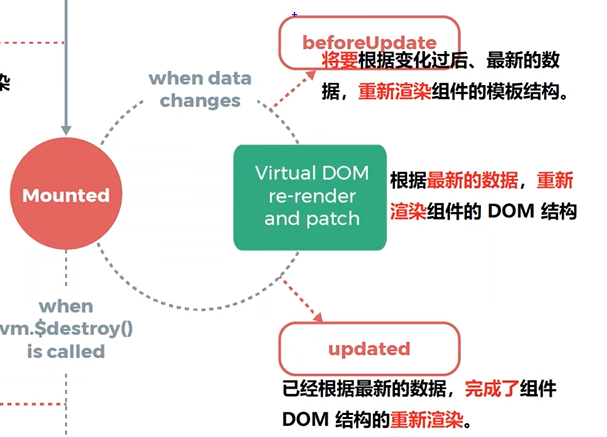 beforeUpdate
将要根据变化过后、最新的数
据，重新渲染组件的模板结构。
染
when data
changes
Mounted
Virtual DOM
re-render
and patch
根据最新的数据，重新
渲染组件的 DOM 结构
when
vm.$destroy()
is called
updated
已经根据最新的数据，完成了组件
DOM 结构的重新渲染。